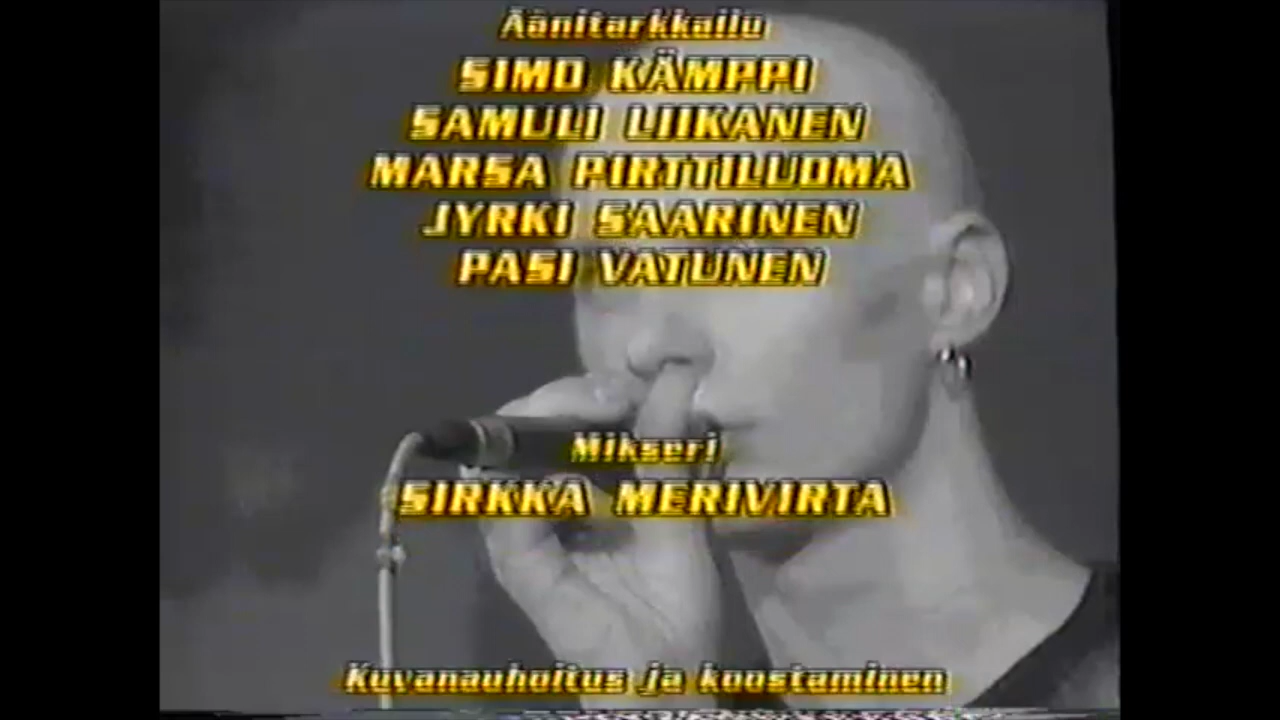 Äänitarkkailu
SIMO KÄMPPI
SAMULI LIIKANEN
MARSA PIRTTILUOMA
JYRKI SAARINEN
PASI VATUNEN
Mikseri
SIRKKA MERIVIRTA
Kuvanauhoitus ja koostaminen